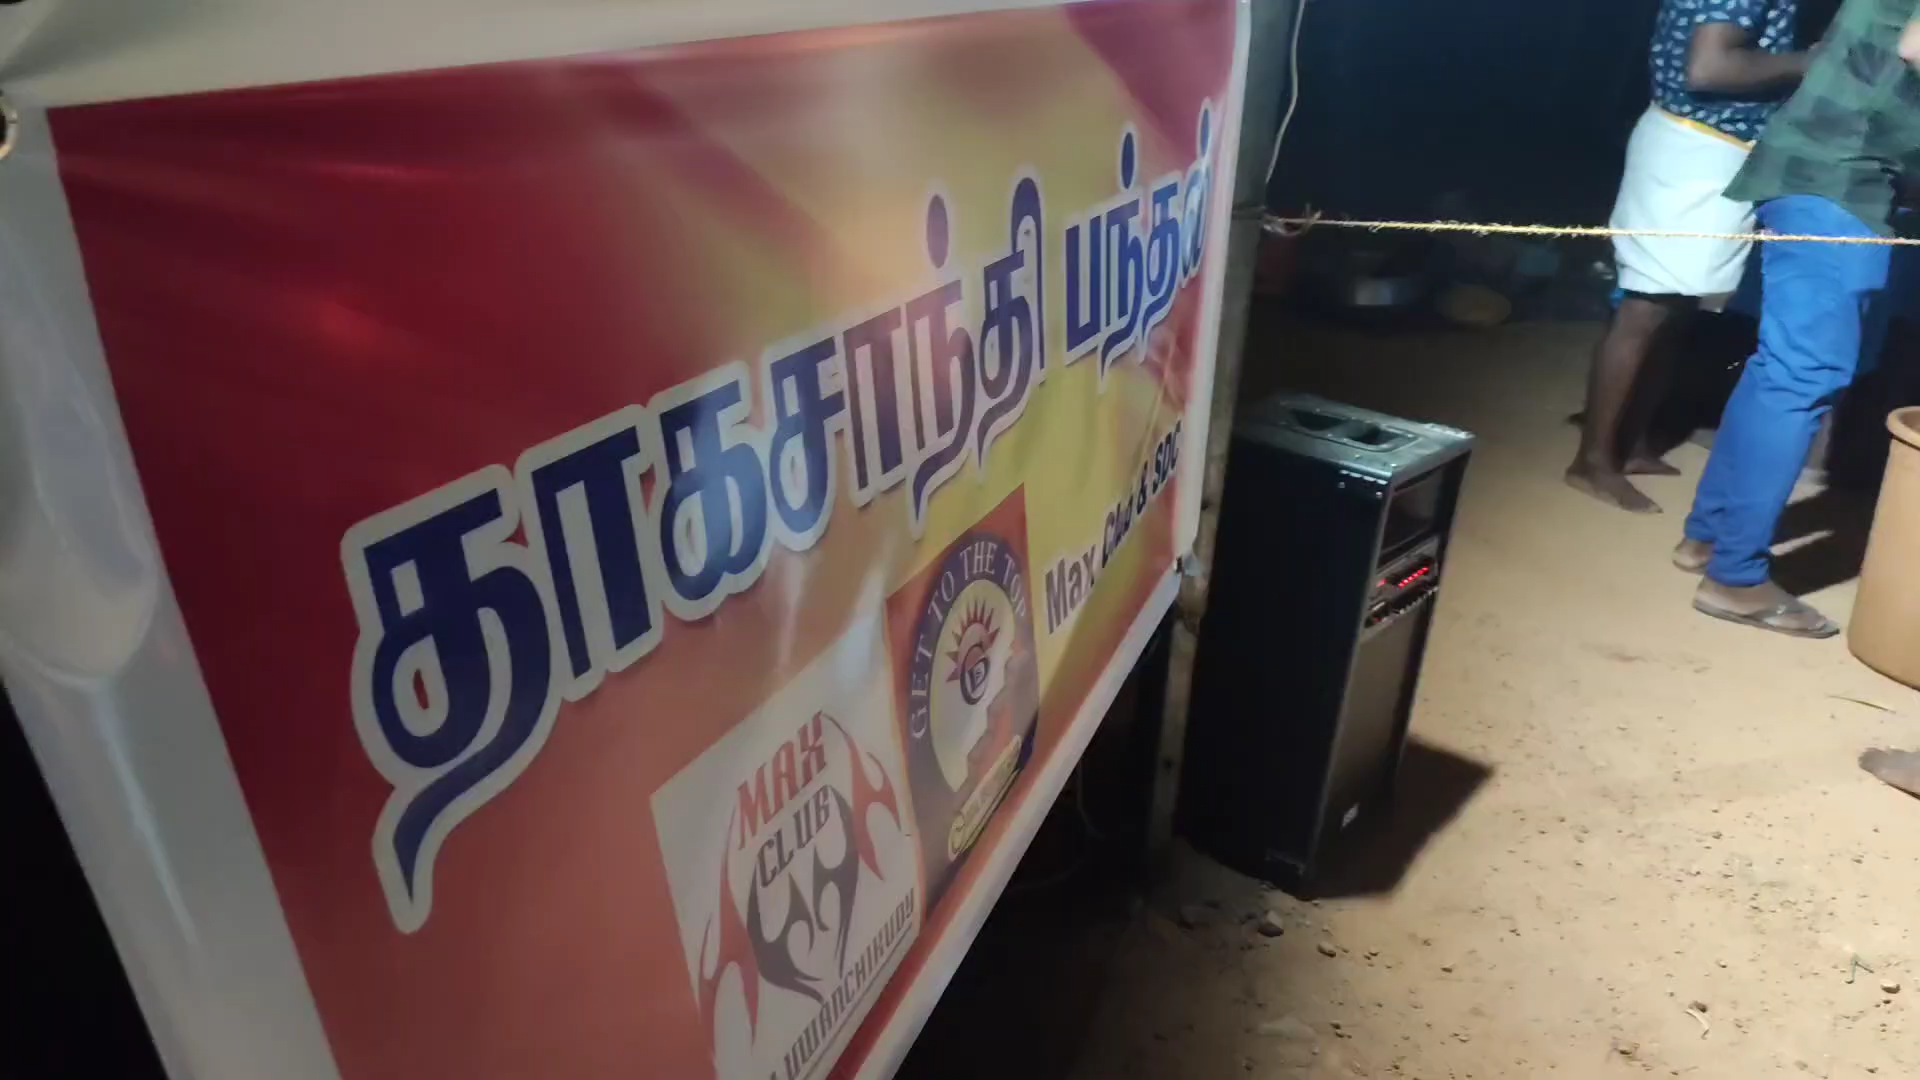 தாகசாந்தி பந்தல்
Max Club & SDC
GET TO THE TOP
MAX
CLUB